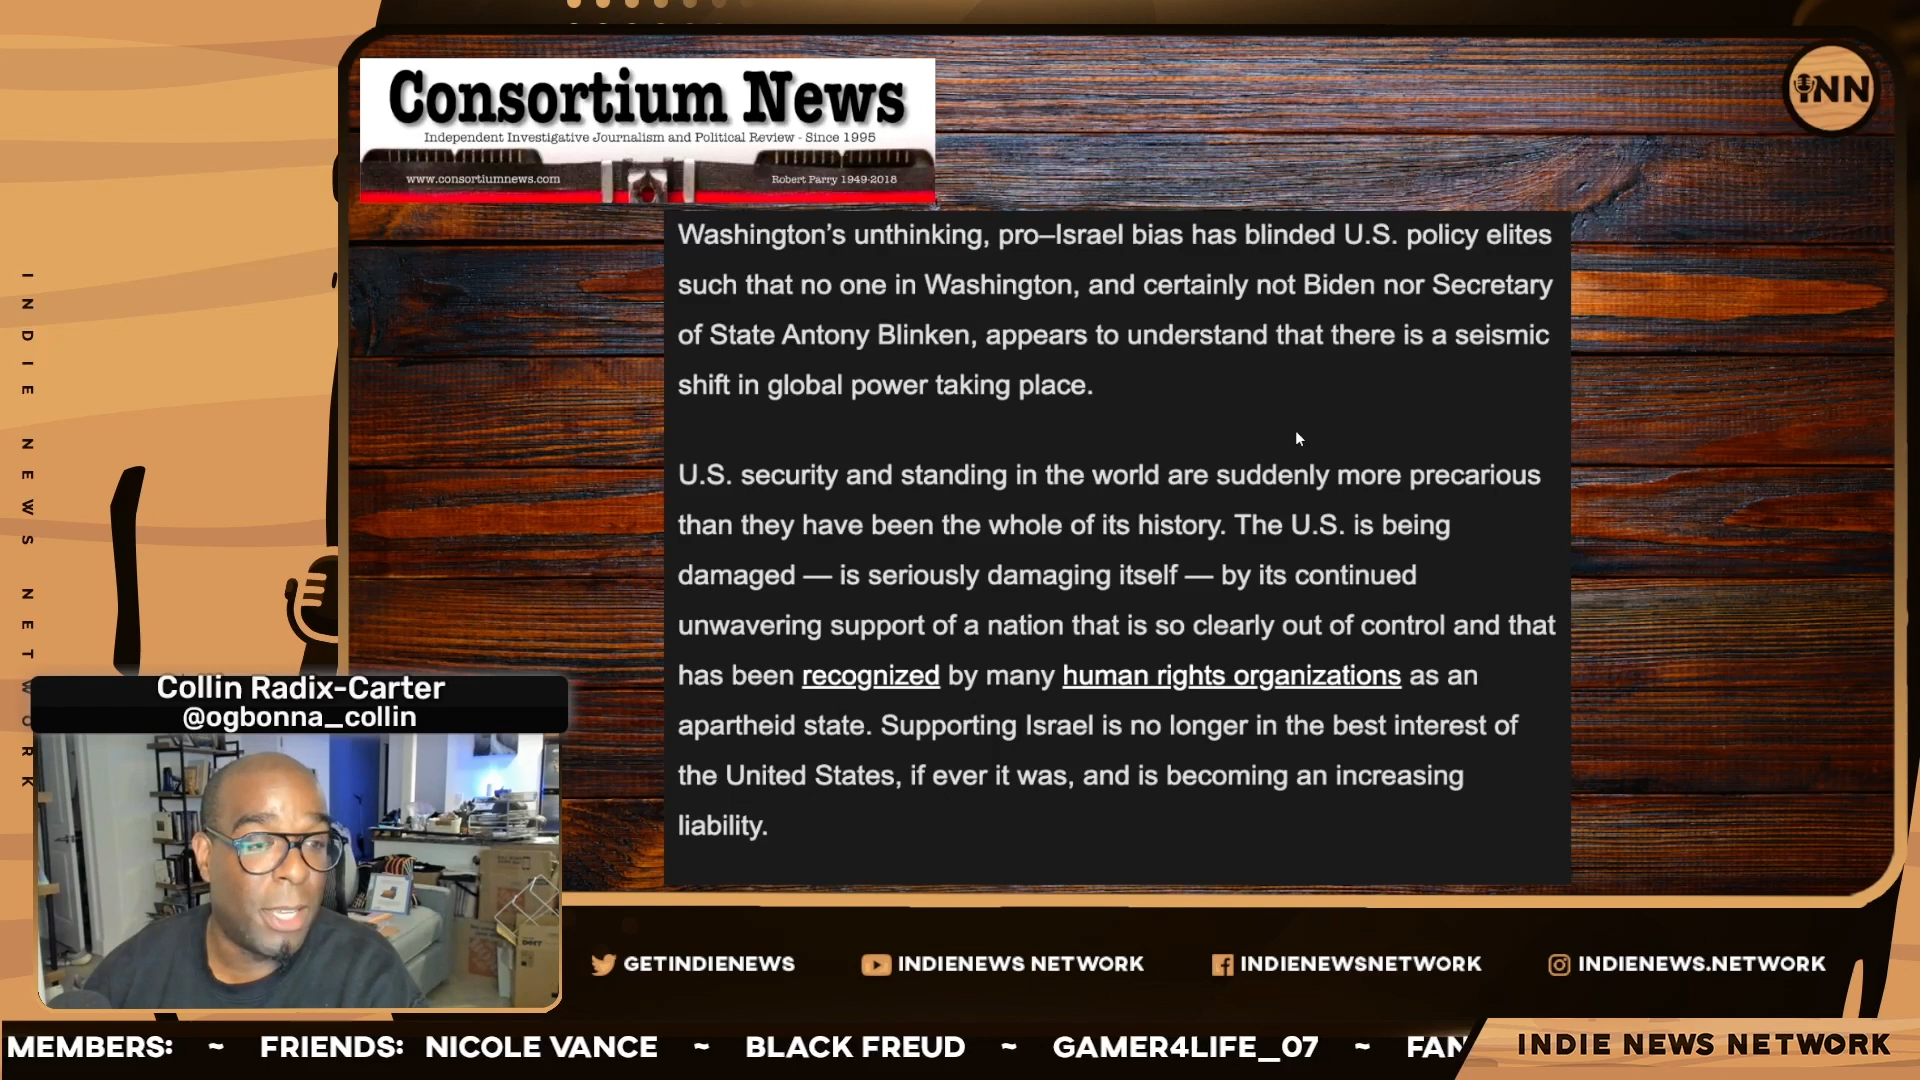 Consortium News
Independent Investigative Journalism and Political Review - Since 1995
www.consortiumnews.com
Robert Parry 1949-2018
iNN
Washington’s unthinking, pro–Israel bias has blinded U.S. policy elites
such that no one in Washington, and certainly not Biden nor Secretary
of State Antony Blinken, appears to understand that there is a seismic
shift in global power taking place.
U.S. security and standing in the world are suddenly more precarious
than they have been the whole of its history. The U.S. is being
damaged — is seriously damaging itself — by its continued
unwavering support of a nation that is so clearly out of control and that
has been recognized by many human rights organizations as an
apartheid state. Supporting Israel is no longer in the best interest of
the United States, if ever it was, and is becoming an increasing
liability.
INDIE NEWS NETWORK
Collin Radix-Carter
@ogbonna_collin
GETINDIENEWS
INDIENEWS NETWORK
INDIENEWSNETWORK
INDIENEWS.NETWORK
MEMBERS: ~ FRIENDS: NICOLE VANCE ~ BLACK FREUD ~ GAMER4LIFE_07 ~ FAN
INDIE NEWS NETWORK